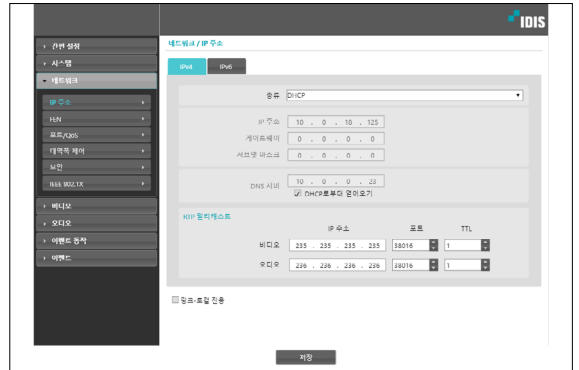 IDIS
간편 설정
시스템
네트워크
IP 주소
FEN
포트/QoS
대역폭 제어
보안
IEEE 802.1X
비디오
오디오
이벤트 동작
이벤트
네트워크 / IP 주소
IPv4 IPv6
종류 DHCP
IP 주소 10 . 0 . 18 . 125
게이트웨이 0 . 0 . 0 . 0
서브넷 마스크 0 . 0 . 0 . 0
DNS 서버 10 . 0 . 0 . 23
DHCP로부터 얻어오기
RTP 멀티캐스트
IP 주소 포트 TTL
비디오 235 . 235 . 235 . 235 38016 1
오디오 236 . 236 . 236 . 236 38016 1
링크-로컬 전용
저장